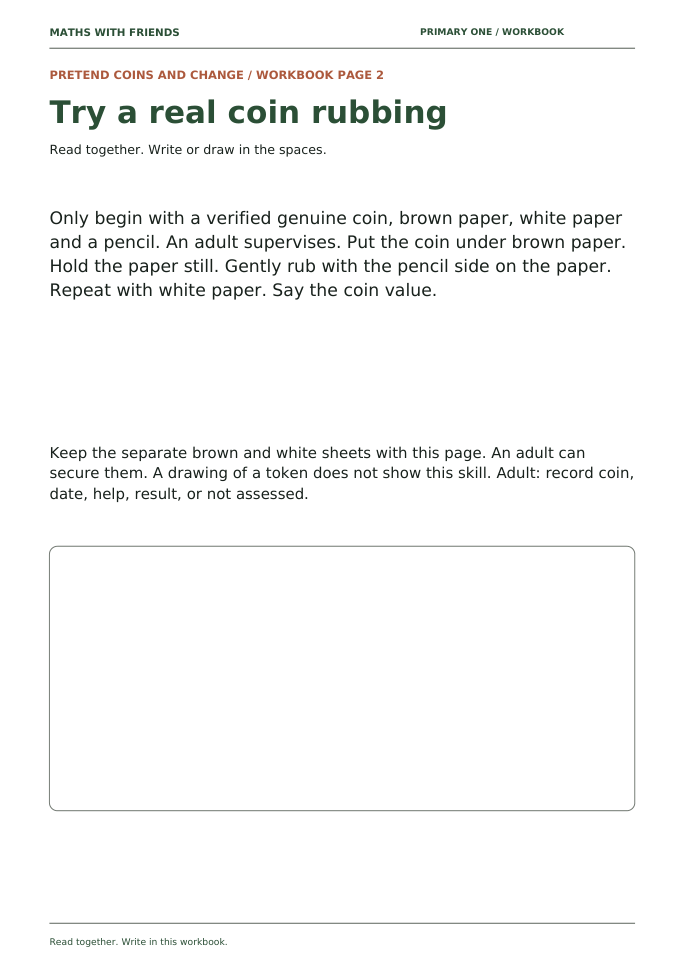 MATHS WITH FRIENDS
PRIMARY ONE / WORKBOOK
PRETEND COINS AND CHANGE / WORKBOOK PAGE 2
Try a real coin rubbing
Read together. Write or draw in the spaces.
Only begin with a verified genuine coin, brown paper, white paper
and a pencil. An adult supervises. Put the coin under brown paper.
Hold the paper still. Gently rub with the pencil side on the paper.
Repeat with white paper. Say the coin value.
Keep the separate brown and white sheets with this page. An adult can
secure them. A drawing of a token does not show this skill. Adult: record coin,
date, help, result, or not assessed.
Read together. Write in this workbook.